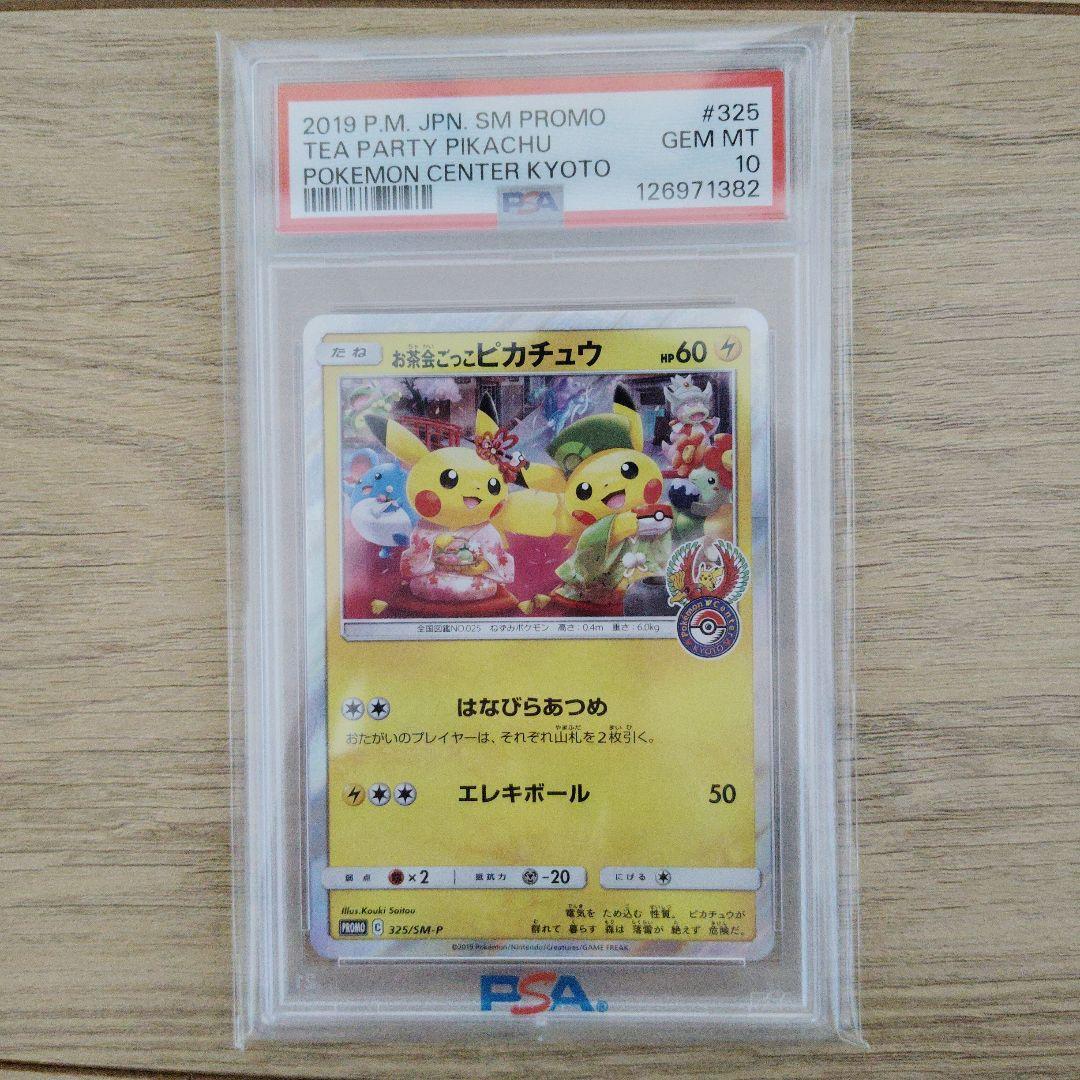 2019 P.M. JPN. SM PROMO #325
TEA PARTY PIKACHU GEM MT
POKEMON CENTER KYOTO 10
PSA 126971382
たね お茶会ごっこピカチュウ HP 60
Pokémon Center
KYOTO
全国図鑑NO.025 ねずみポケモン 高さ:0.4m 重さ:6.0kg
はなびらあつめ
おたがいのプレイヤーは、それぞれ山札を2枚引く。
エレキボール 50
弱点 ×2 抵抗力 -20 にげる
Illus.Kouki Saitou
電気を ため込む 性質。 ピカチュウが
PROMO C 325/SM-P 群れて 暮らす 森は 落雷が 絶えず 危険だ。
©2019 Pokémon/Nintendo/Creatures/GAME FREAK.
PSA®